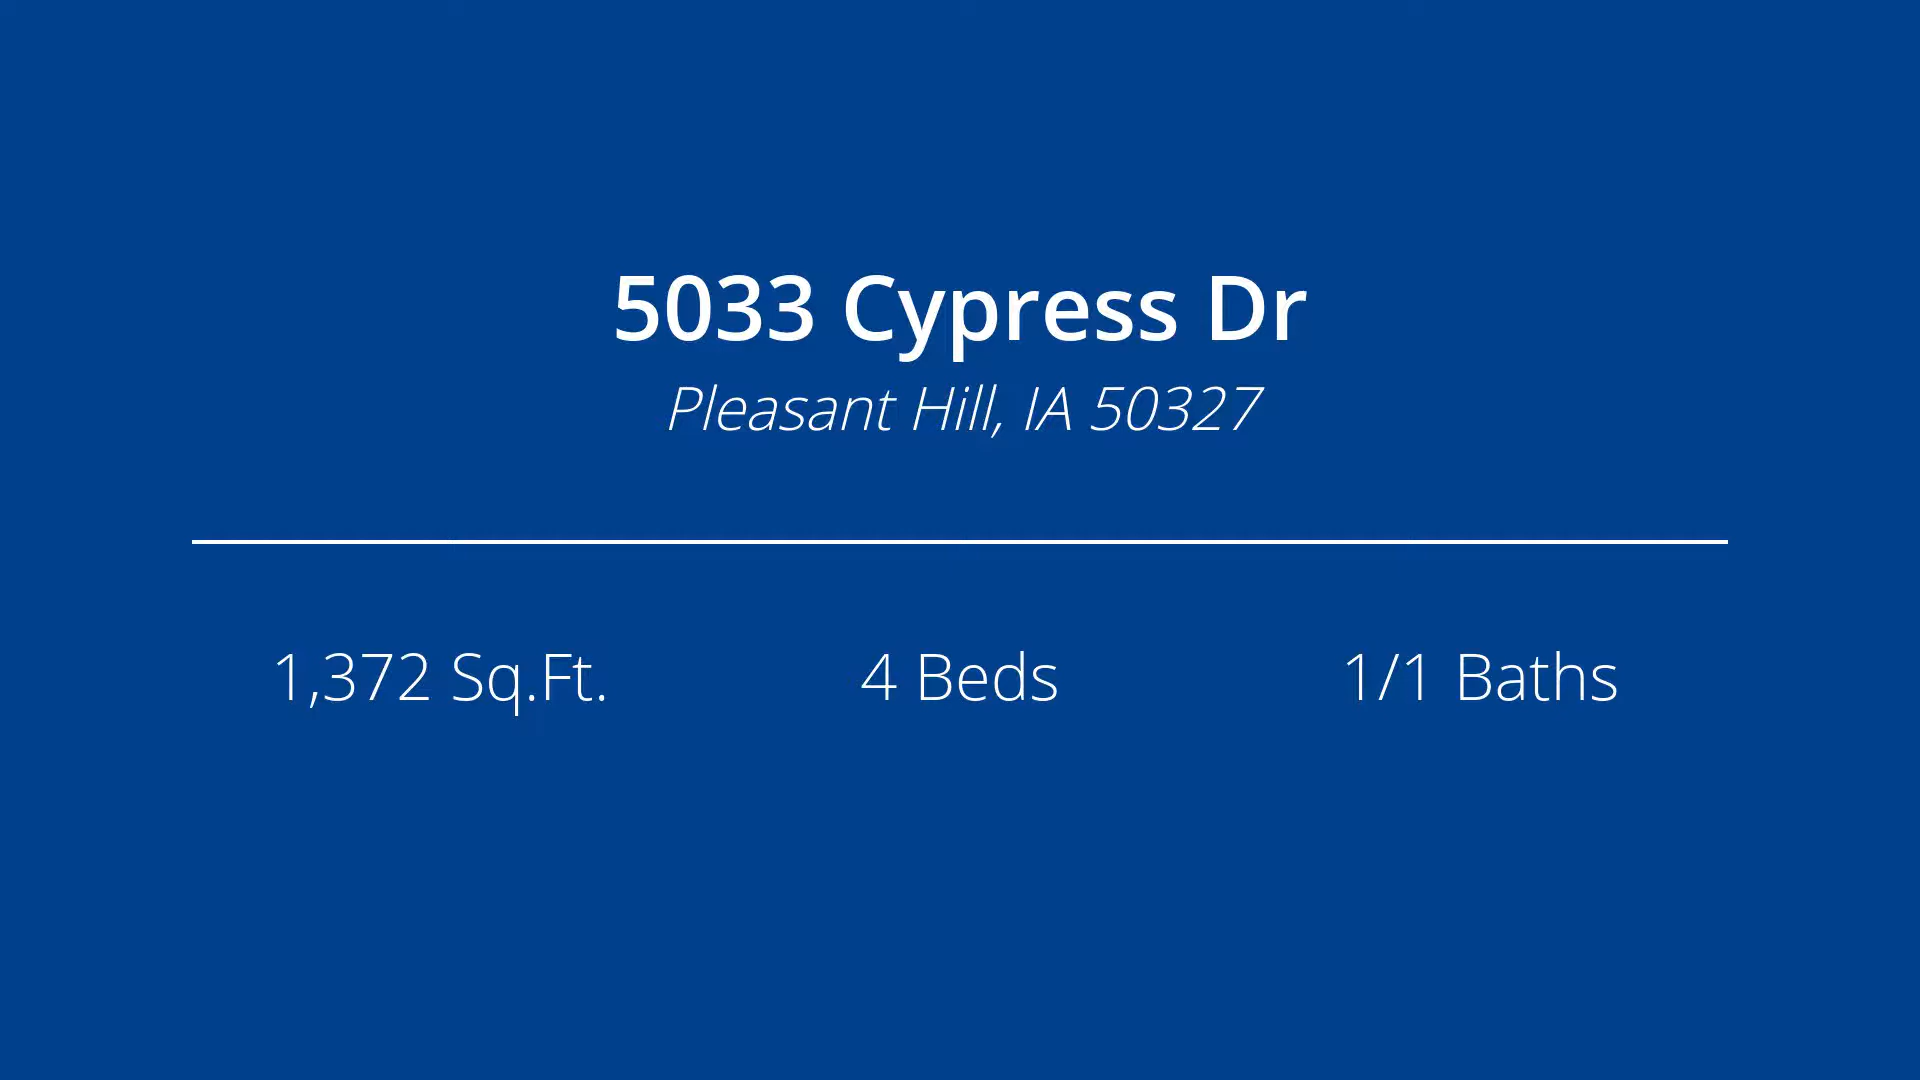 5033 Cypress Dr
Pleasant Hill, IA 50327
1,372 Sq.Ft. 4 Beds 1/1 Baths